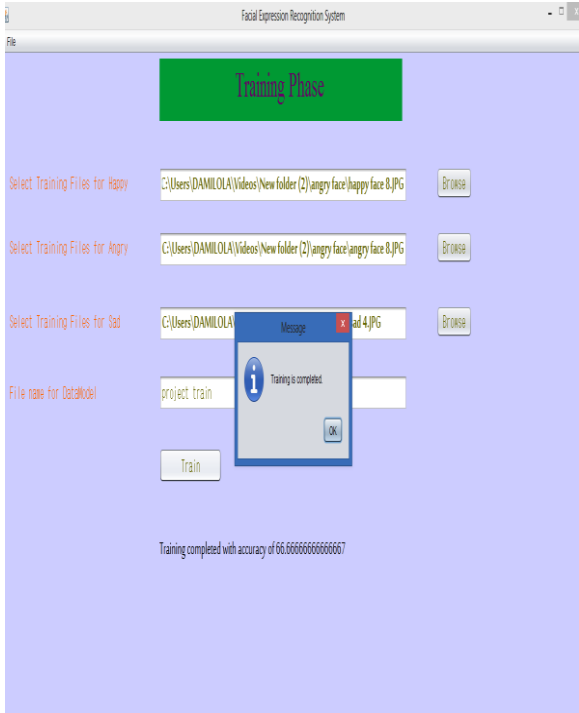 Facial Expression Recognition System
File
Training Phase
Select Training Files for Happy C:\Users\DAMILOLA\Videos\New folder (2)\angry face\happy face 8.JPG Browse
Select Training Files for Angry C:\Users\DAMILOLA\Videos\New folder (2)\angry face\angry face 8.JPG Browse
Select Training Files for Sad C:\Users\DAMILOLA\ ad 4.JPG Browse
Message
Training is completed.
OK
File name for DataModel project train
Train
Training completed with accuracy of 66.66666666666667